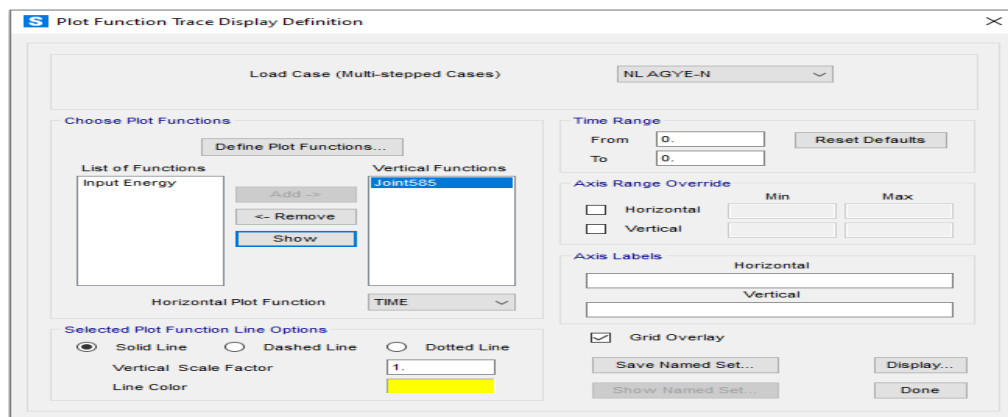 S Plot Function Trace Display Definition
Load Case (Multi-stepped Cases)
NL AGYE-N
Choose Plot Functions
Define Plot Functions...
List of Functions
Vertical Functions
Input Energy
Joint585
Add ->
<- Remove
Show
Horizontal Plot Function
TIME
Selected Plot Function Line Options
Solid Line
Dashed Line
Dotted Line
Vertical Scale Factor
1.
Line Color
Time Range
From
0.
Reset Defaults
To
0.
Axis Range Override
Min
Max
Horizontal
Vertical
Axis Labels
Horizontal
Vertical
Grid Overlay
Save Named Set...
Display...
Show Named Set...
Done